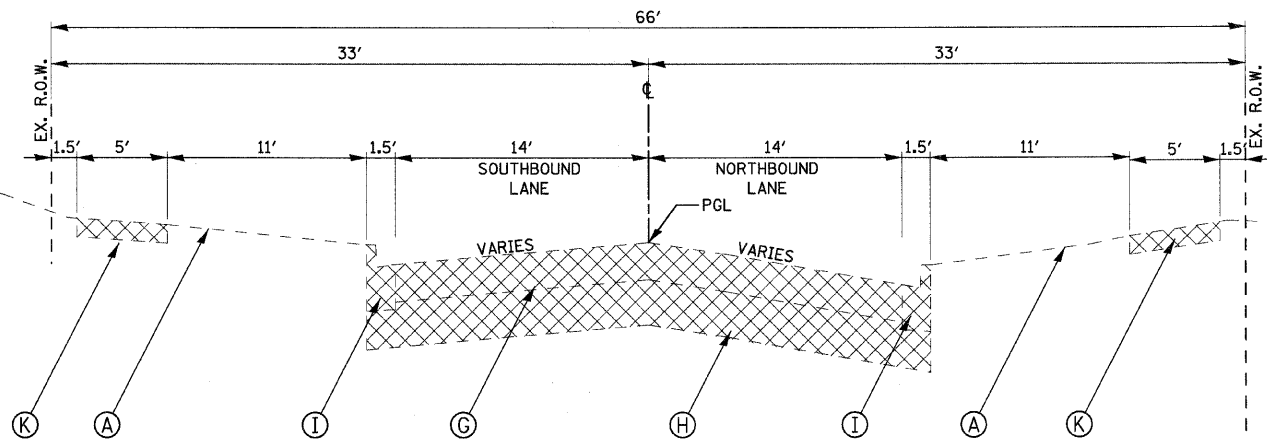 66'
33' 33'
℄
EX. R.O.W. EX. R.O.W.
1.5' 5' 11' 1.5' 14' 14' 1.5' 11' 5' 1.5'
SOUTHBOUND LANE
NORTHBOUND LANE
PGL
VARIES VARIES
K A I G H I A K